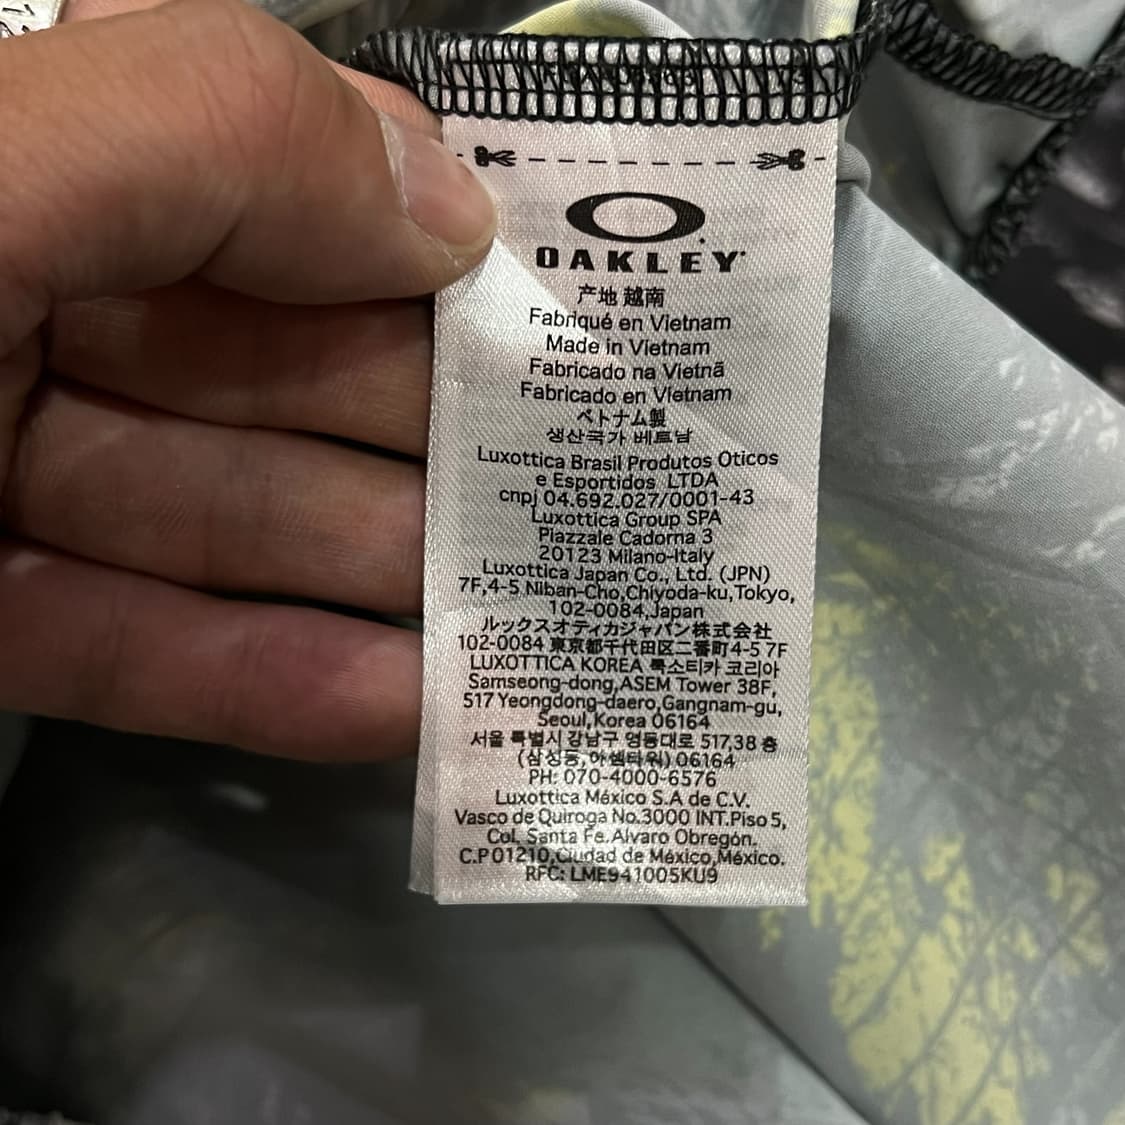 OAKLEY
产地 越南
Fabriqué en Vietnam
Made in Vietnam
Fabricado na Vietnã
Fabricado en Vietnam
ベトナム製
생산국가 베트남
Luxottica Brasil Produtos Oticos
e Esportidos LTDA
cnpj 04.692.027/0001-43
Luxottica Group SPA
Piazzale Cadorna 3
20123 Milano-Italy
Luxottica Japan Co., Ltd. (JPN)
7F,4-5 Niban-Cho,Chiyoda-ku,Tokyo,
102-0084,Japan
ルックスオティカジャパン株式会社
102-0084 東京都千代田区二番町4-5 7F
LUXOTTICA KOREA 룩소티카 코리아
Samseong-dong,ASEM Tower 38F,
517 Yeongdong-daero,Gangnam-gu,
Seoul,Korea 06164
서울 특별시 강남구 영동대로 517,38 층
(삼성동,아셈타워) 06164
PH: 070-4000-6576
Luxottica México S.A de C.V.
Vasco de Quiroga No.3000 INT.Piso 5,
Col. Santa Fe.Alvaro Obregón.
C.P 01210,Ciudad de México,México.
RFC: LME941005KU9